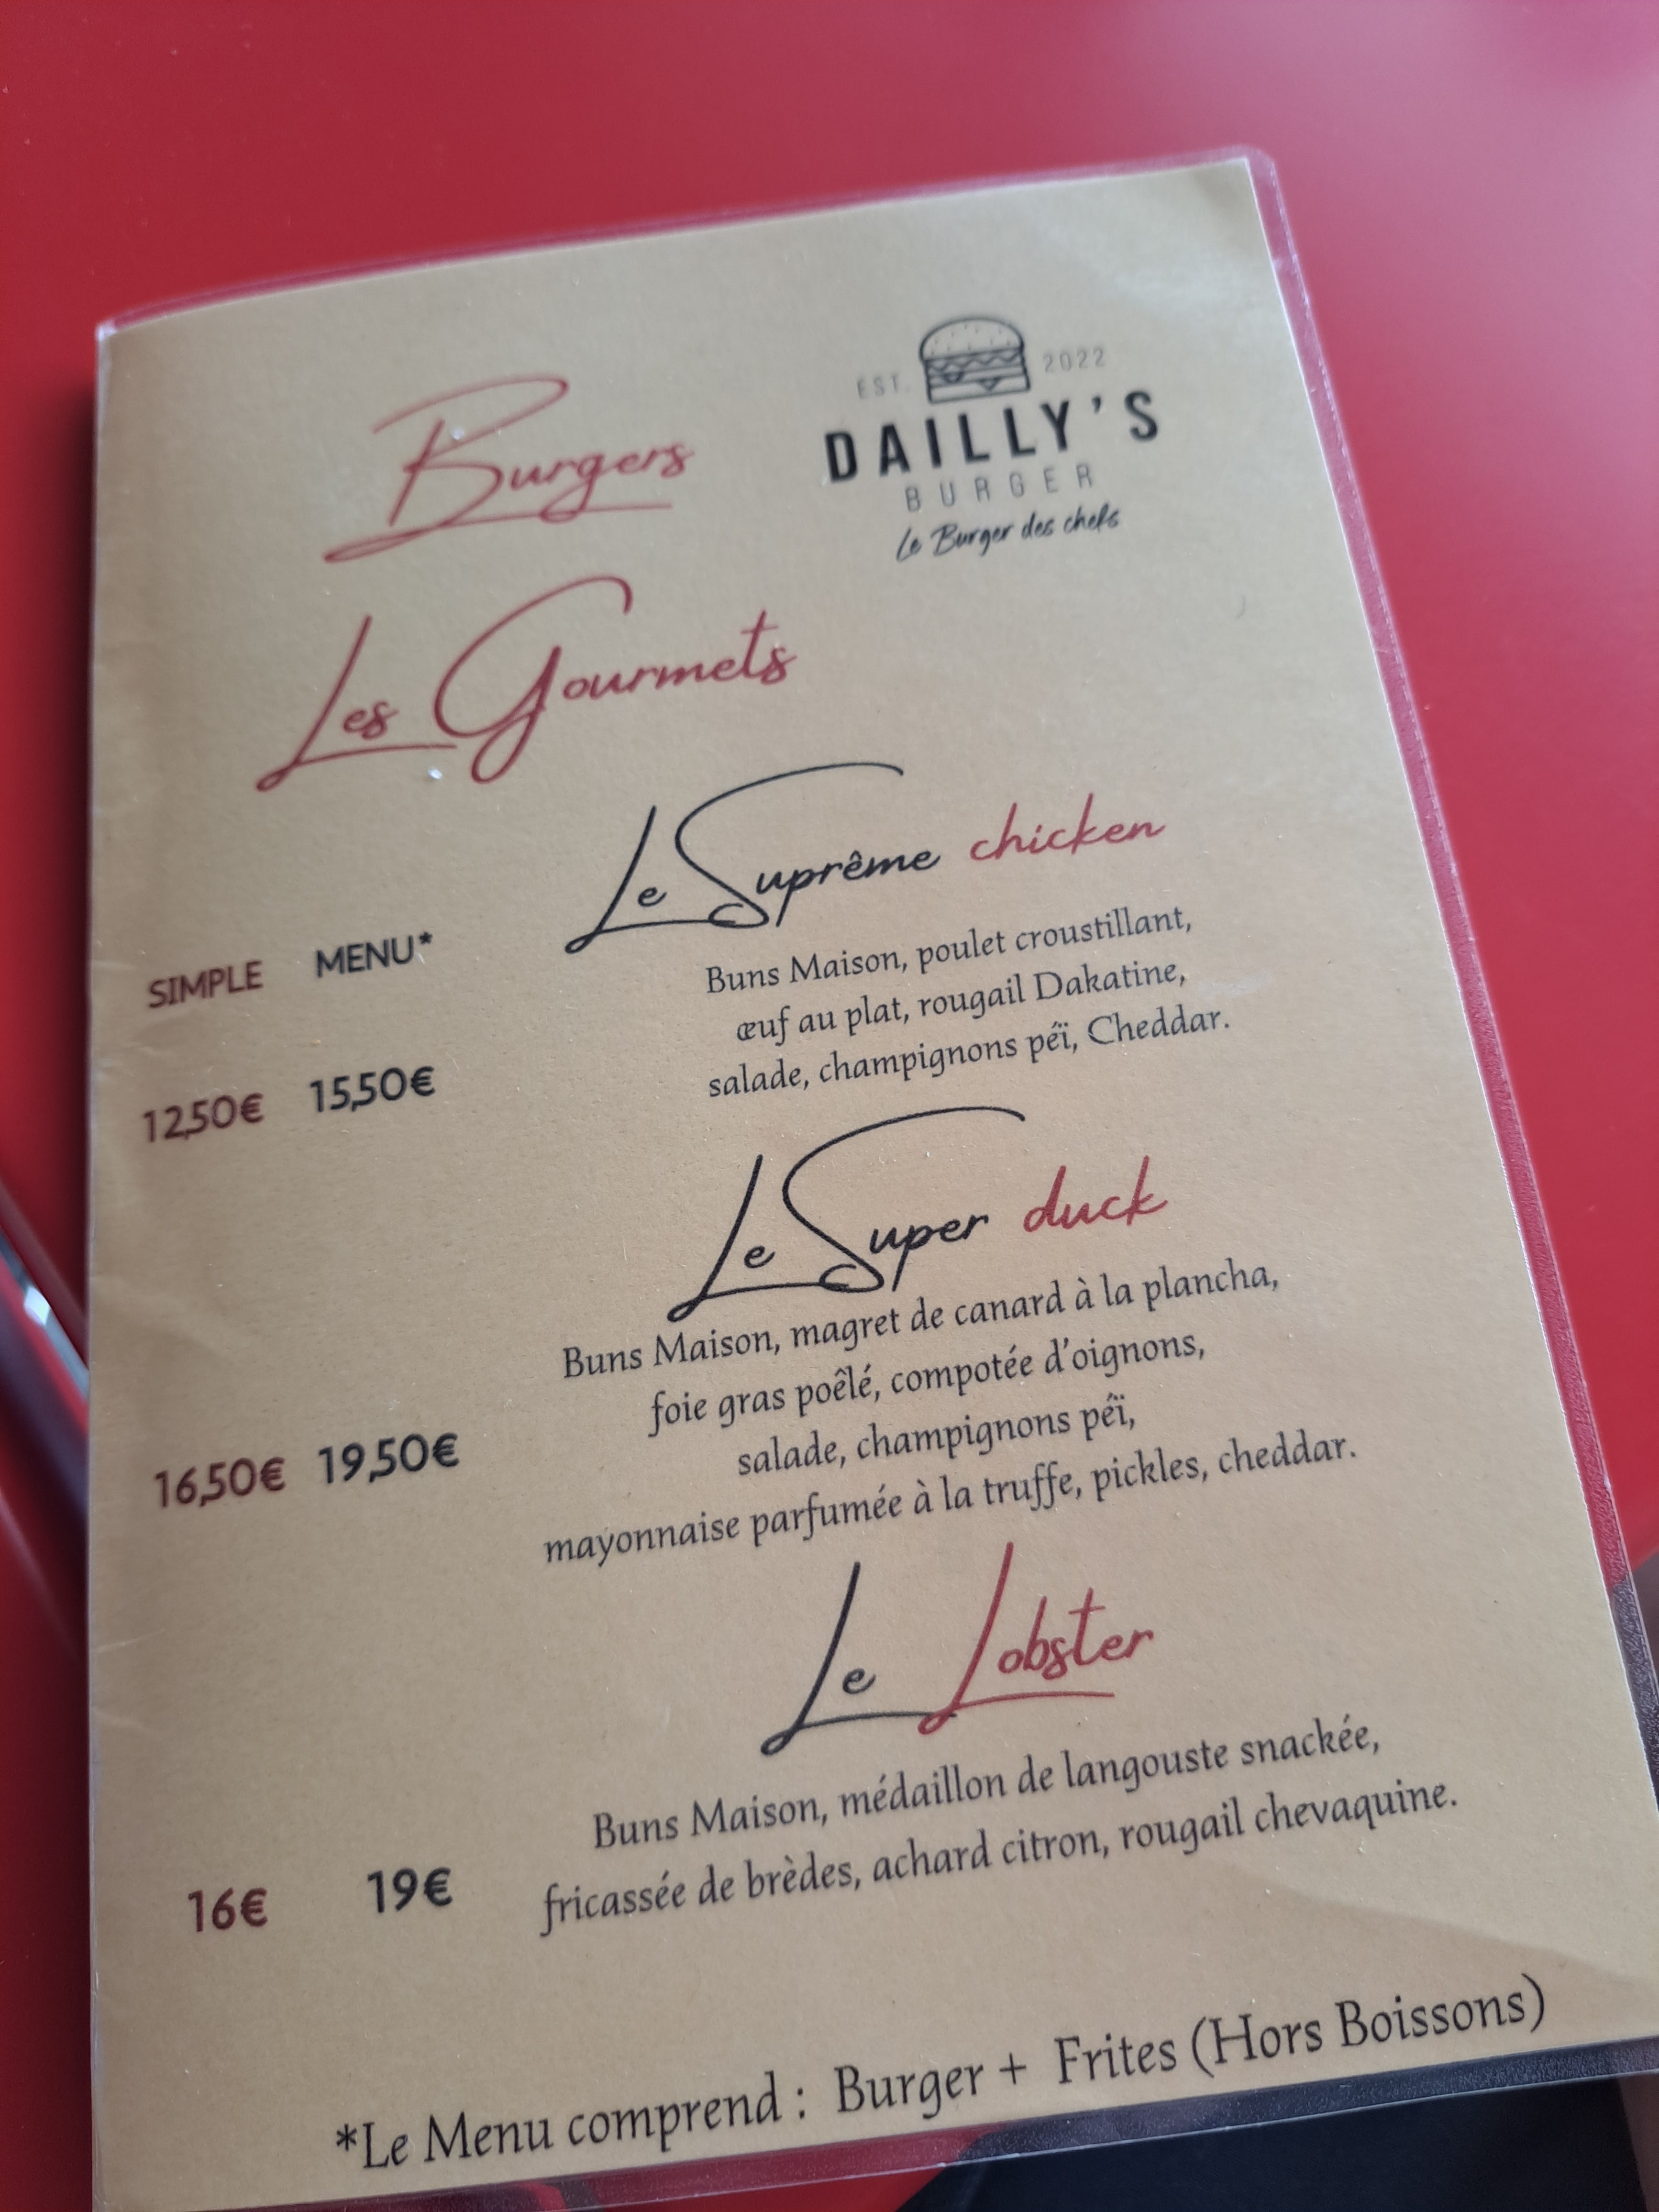 EST. 2022
DAILLY'S
BURGER
Le Burger des chefs
Burgers
Les Gourmets
Le Suprême chicken
SIMPLE MENU*
Buns Maison, poulet croustillant,
œuf au plat, rougail Dakatine,
salade, champignons péï, Cheddar.
12,50€ 15,50€
Le Super duck
Buns Maison, magret de canard à la plancha,
foie gras poêlé, compotée d'oignons,
salade, champignons péï,
mayonnaise parfumée à la truffe, pickles, cheddar.
16,50€ 19,50€
Le Lobster
Buns Maison, médaillon de langouste snackée,
fricassée de brèdes, achard citron, rougail chevaquine.
16€ 19€
*Le Menu comprend : Burger + Frites (Hors Boissons)